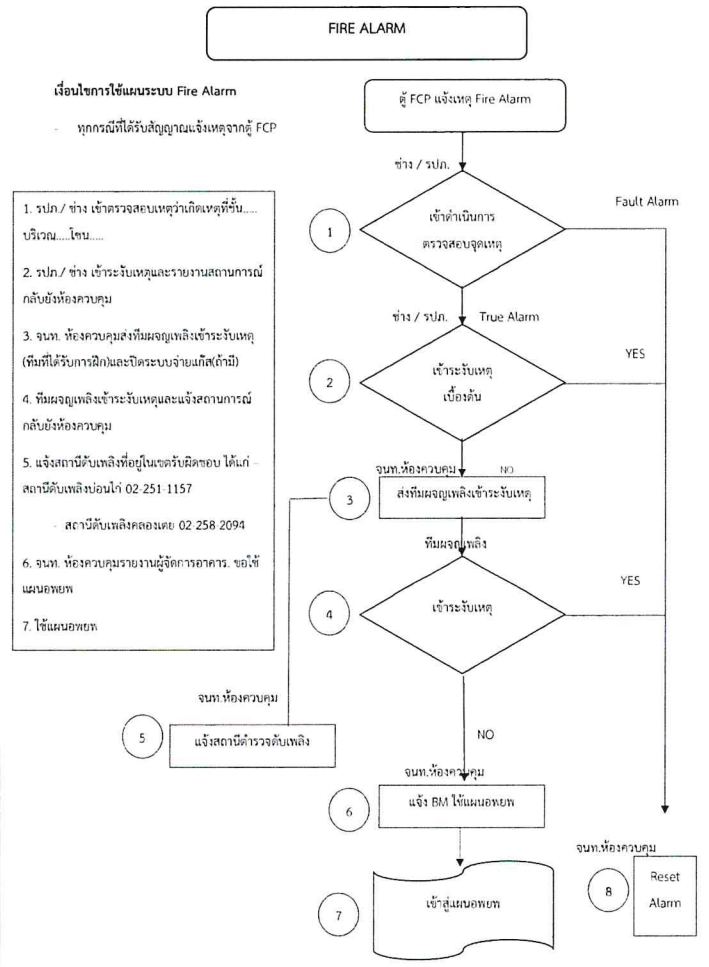 FIRE ALARM
เงื่อนไขการใช้แผนระบบ Fire Alarm
- ทุกกรณีที่ได้รับสัญญาณแจ้งเหตุจากตู้ FCP
1. รปภ./ ช่าง เข้าตรวจสอบเหตุว่าเกิดเหตุที่ชั้น.....
บริเวณ.....โซน.....
2. รปภ./ ช่าง เข้าระงับเหตุและรายงานสถานการณ์
กลับยังห้องควบคุม
3. จนท. ห้องควบคุมส่งทีมผจญเพลิงเข้าระงับเหตุ
(ทีมที่ได้รับการฝึก)และปิดระบบจ่ายแก๊ส(ถ้ามี)
4. ทีมผจญเพลิงเข้าระงับเหตุและแจ้งสถานการณ์
กลับยังห้องควบคุม
5. แจ้งสถานีดับเพลิงที่อยู่ในเขตรับผิดชอบ ได้แก่ -
สถานีดับเพลิงบ่อนไก่ 02-251-1157
- สถานีดับเพลิงคลองเตย 02-258-2094
6. จนท. ห้องควบคุมรายงานผู้จัดการอาคาร. ขอใช้
แผนอพยพ
7. ใช้แผนอพยพ
ตู้ FCP แจ้งเหตุ Fire Alarm
ช่าง / รปภ.
1
เข้าดำเนินการ
ตรวจสอบจุดเหตุ
Fault Alarm
ช่าง / รปภ. True Alarm
2
เข้าระงับเหตุ
เบื้องต้น
YES
จนท.ห้องควบคุม NO
3
ส่งทีมผจญเพลิงเข้าระงับเหตุ
ทีมผจญเพลิง
4
เข้าระงับเหตุ
YES
จนท.ห้องควบคุม
5
แจ้งสถานีตำรวจดับเพลิง
NO
จนท.ห้องควบคุม
6
แจ้ง BM ใช้แผนอพยพ
7
เข้าสู่แผนอพยพ
จนท.ห้องควบคุม
8
Reset
Alarm